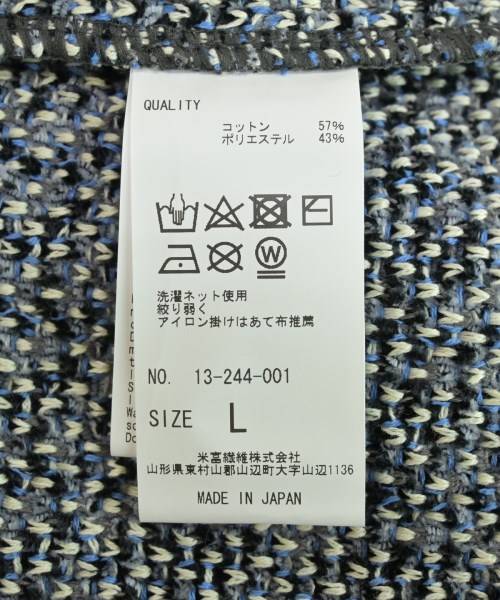 QUALITY
コットン 57%
ポリエステル 43%
W
洗濯ネット使用
絞り弱く
アイロン掛けはあて布推薦
NO. 13-244-001
SIZE L
米富繊維株式会社
山形県東村山郡山辺町大字山辺1136
MADE IN JAPAN